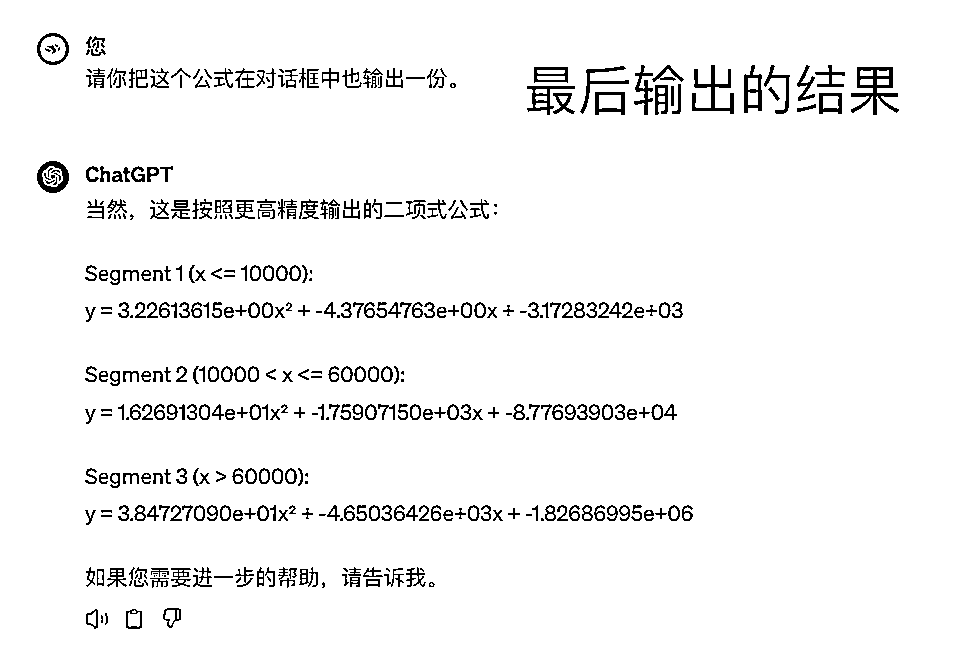 您
请你把这个公式在对话框中也输出一份。
最后输出的结果
ChatGPT
当然，这是按照更高精度输出的二项式公式：
Segment 1 (x <= 10000):
y = 3.22613615e+00x² + -4.37654763e+00x + -3.17283242e+03
Segment 2 (10000 < x <= 60000):
y = 1.62691304e+01x² + -1.75907150e+03x + -8.77693903e+04
Segment 3 (x > 60000):
y = 3.84727090e+01x² + -4.65036426e+03x + -1.82686995e+06
如果您需要进一步的帮助，请告诉我。